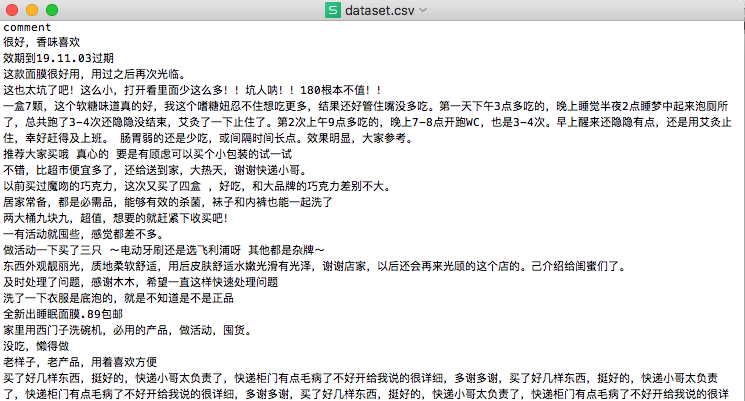 dataset.csv
comment
很好，香味喜欢
效期到19.11.03过期
这款面膜很好用，用过之后再次光临。
这也太坑了吧！这么小，打开看里面少这么多！！坑人呐！！180根本不值！！
一盒7颗，这个软糖味道真的好，我这个嗜糖妞忍不住想吃更多，结果还好管住嘴没多吃。第一天下午3点多吃的，晚上睡觉半夜2点睡梦中起来泡厕所
了，总共跑了3-4次还隐隐没结束，艾灸了一下止住了。第2次上午9点多吃的，晚上7-8点开跑WC，也是3-4次。早上醒来还隐隐有点，还是用艾灸止
住，幸好赶得及上班。 肠胃弱的还是少吃，或间隔时间长点。效果明显，大家参考。
推荐大家买哦 真心的 要是有顾虑可以买个小包装的试一试
不错，比超市便宜多了，还给送到家，大热天，谢谢快递小哥。
以前买过魔吻的巧克力，这次又买了四盒 ，好吃，和大品牌的巧克力差别不大。
居家常备，都是必需品，能够有效的杀菌，袜子和内裤也能一起洗了
两大桶九块九，超值，想要的就赶紧下收买吧！
一有活动就囤些，感觉都差不多。
做活动一下买了三只 ～电动牙刷还是选飞利浦呀 其他都是杂牌～
东西外观靓丽光，质地柔软舒适，用后皮肤舒适水嫩光滑有光泽，谢谢店家，以后还会再来光顾的这个店的。己介绍给闺蜜们了。
及时处理了问题，感谢木木，希望一直这样快速处理问题
洗了一下衣服是底泡的，就是不知道是不是正品
全新出睡眠面膜.89包邮
家里用西门子洗碗机，必用的产品，做活动，囤货。
没吃，懒得做
老样子，老产品，用着喜欢方便
买了好几样东西，挺好的，快递小哥太负责了，快递柜门有点毛病了不好开给我说的很详细，多谢多谢，买了好几样东西，挺好的，快递小哥太负责
了，快递柜门有点毛病了不好开给我说的很详细，多谢多谢，买了好几样东西，挺好的，快递小哥太负责了，快递柜门有点毛病了不好开给我说的很详